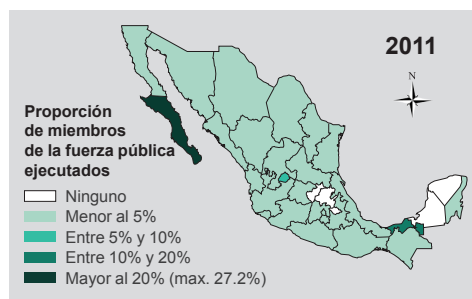 2011
N
Proporción
de miembros
de la fuerza pública
ejecutados
Ninguno
Menor al 5%
Entre 5% y 10%
Entre 10% y 20%
Mayor al 20% (max. 27.2%)